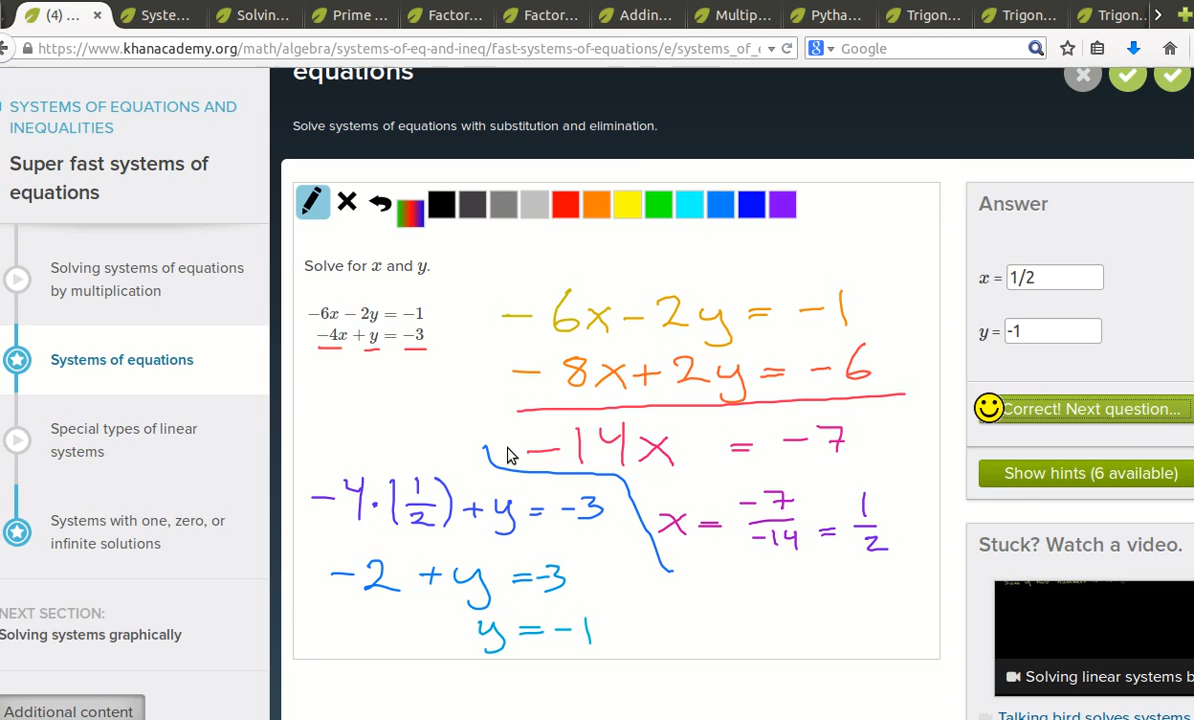 (4) ...
Syste...
Solvin...
Prime ...
Factor...
Factor...
Addin...
Multip...
Pytha...
Trigon...
Trigon...
Trigon...
https://www.khanacademy.org/math/algebra/systems-of-eq-and-ineq/fast-systems-of-equations/e/systems_of_e
Google
SYSTEMS OF EQUATIONS AND
INEQUALITIES
Super fast systems of
equations
Solving systems of equations
by multiplication
Systems of equations
Special types of linear
systems
Systems with one, zero, or
infinite solutions
NEXT SECTION:
Solving systems graphically
Additional content
equations
Solve systems of equations with substitution and elimination.
Solve for x and y.
−6x − 2y = −1
−4x + y = −3
- 6x - 2y = -1
- 8x + 2y = -6
-14x = -7
-4·(1/2) + y = -3
x = -7/-14 = 1/2
-2 + y = -3
y = -1
Answer
x = 1/2
y = -1
Correct! Next question...
Show hints (6 available)
Stuck? Watch a video.
Solving linear systems b
Talking bird solves systems